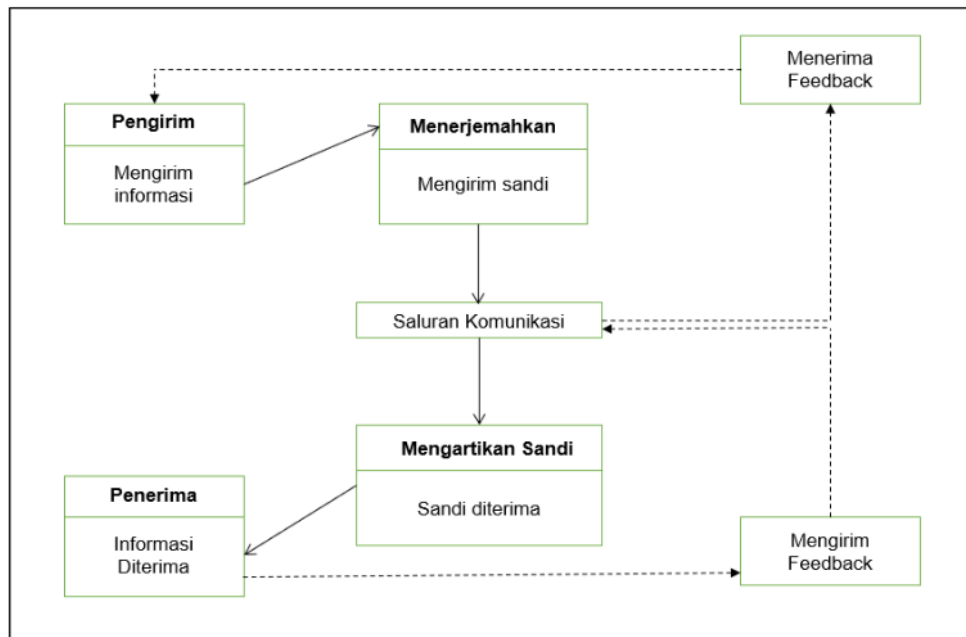 Menerima
Feedback
Pengirim
Mengirim
informasi
Menerjemahkan
Mengirim sandi
Saluran Komunikasi
Mengartikan Sandi
Sandi diterima
Penerima
Informasi
Diterima
Mengirim
Feedback